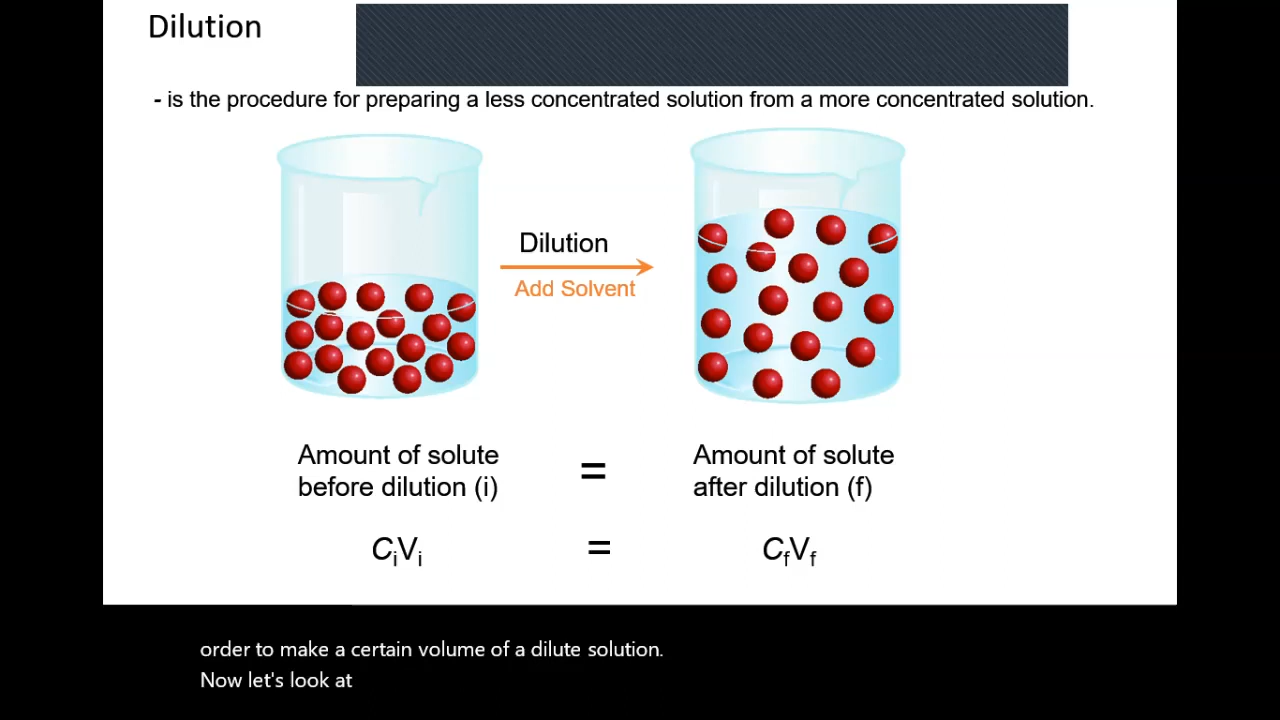 Dilution
- is the procedure for preparing a less concentrated solution from a more concentrated solution.
Dilution
Add Solvent
Amount of solute
before dilution (i)
=
Amount of solute
after dilution (f)
CᵢVᵢ = C_fV_f
order to make a certain volume of a dilute solution.
Now let's look at